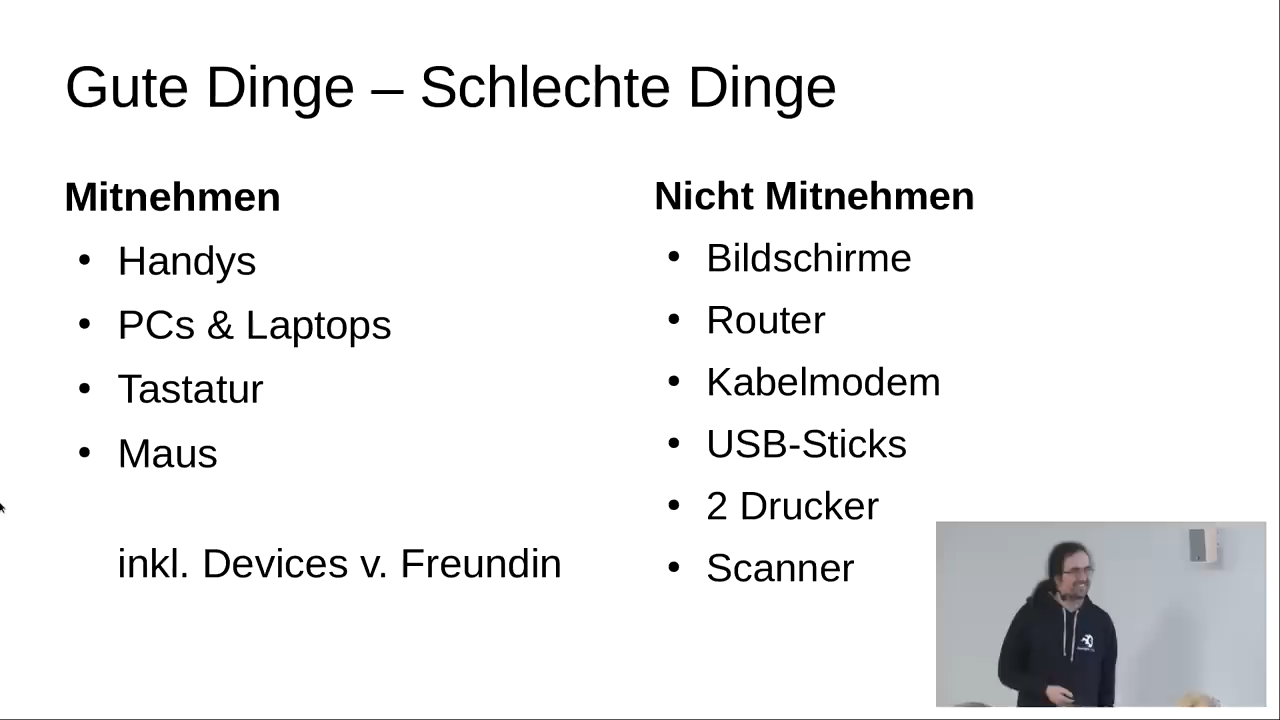 Gute Dinge – Schlechte Dinge
Mitnehmen
• Handys
• PCs & Laptops
• Tastatur
• Maus
inkl. Devices v. Freundin
Nicht Mitnehmen
• Bildschirme
• Router
• Kabelmodem
• USB-Sticks
• 2 Drucker
• Scanner